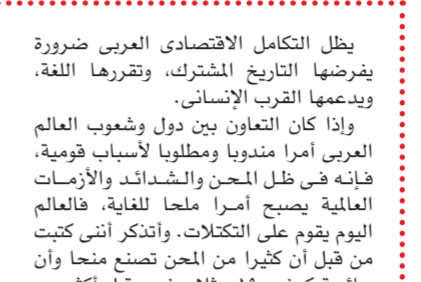 يظل التكامل الاقتصادى العربى ضرورة
يفرضها التاريخ المشترك، وتقررها اللغة،
ويدعمها القرب الإنسانى.
وإذا كان التعاون بين دول وشعوب العالم
العربى أمرا مندوبا ومطلوبا لأسباب قومية،
فإنه فى ظل المحن والشدائد والأزمات
العالمية يصبح أمرا ملحا للغاية، فالعالم
اليوم يقوم على التكتلات. وأتذكر أننى كتبت
من قبل أن كثيرا من المحن تصنع منحا وأن